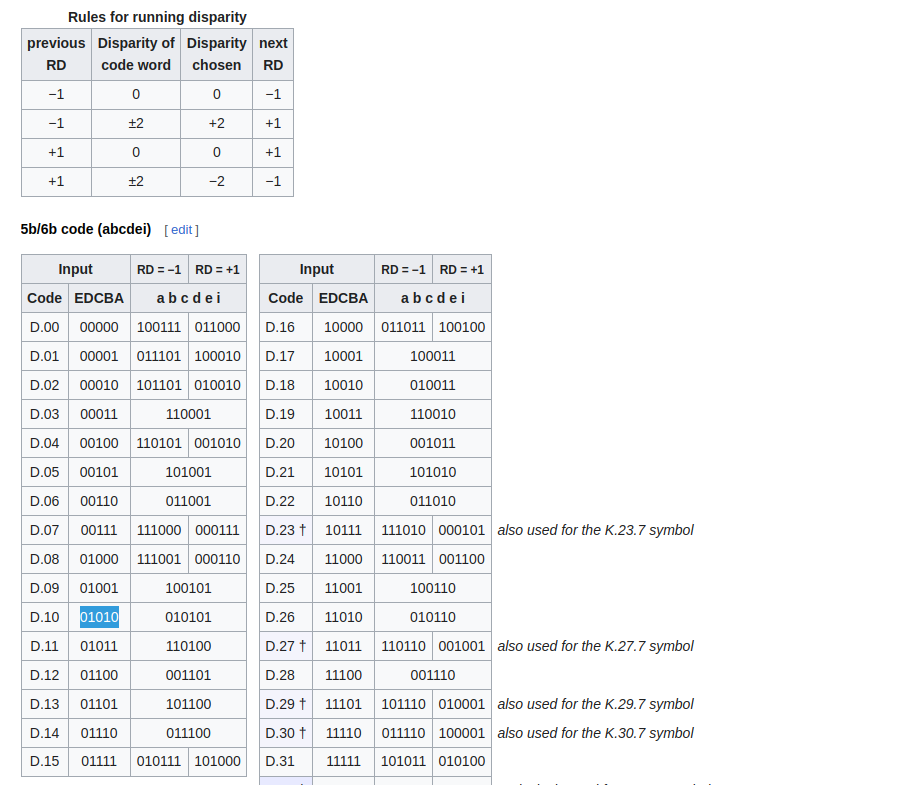 Rules for running disparity
previous RD Disparity of code word Disparity chosen next RD
−1 0 0 −1
−1 ±2 +2 +1
+1 0 0 +1
+1 ±2 −2 −1
5b/6b code (abcdei) [ edit ]
Input RD = −1 RD = +1 Input RD = −1 RD = +1
Code EDCBA a b c d e i Code EDCBA a b c d e i
D.00 00000 100111 011000 D.16 10000 011011 100100
D.01 00001 011101 100010 D.17 10001 100011
D.02 00010 101101 010010 D.18 10010 010011
D.03 00011 110001 D.19 10011 110010
D.04 00100 110101 001010 D.20 10100 001011
D.05 00101 101001 D.21 10101 101010
D.06 00110 011001 D.22 10110 011010
D.07 00111 111000 000111 D.23 † 10111 111010 000101 also used for the K.23.7 symbol
D.08 01000 111001 000110 D.24 11000 110011 001100
D.09 01001 100101 D.25 11001 100110
D.10 01010 010101 D.26 11010 010110
D.11 01011 110100 D.27 † 11011 110110 001001 also used for the K.27.7 symbol
D.12 01100 001101 D.28 11100 001110
D.13 01101 101100 D.29 † 11101 101110 010001 also used for the K.29.7 symbol
D.14 01110 011100 D.30 † 11110 011110 100001 also used for the K.30.7 symbol
D.15 01111 010111 101000 D.31 11111 101011 010100